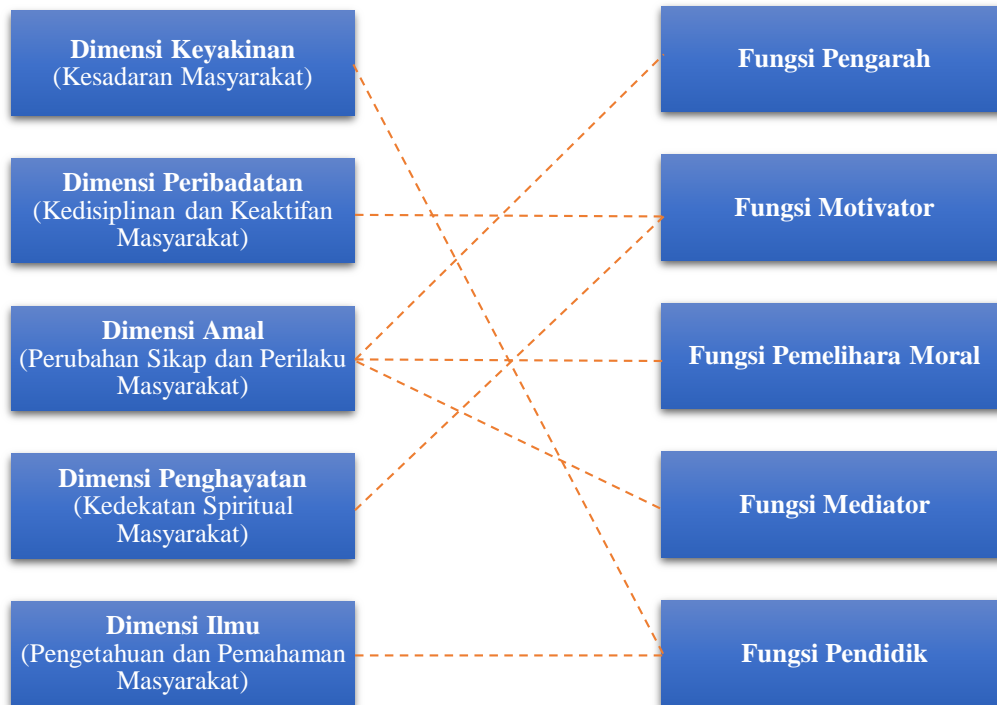 Dimensi Keyakinan
(Kesadaran Masyarakat)
Dimensi Peribadatan
(Kedisiplinan dan Keaktifan
Masyarakat)
Dimensi Amal
(Perubahan Sikap dan Perilaku
Masyarakat)
Dimensi Penghayatan
(Kedekatan Spiritual
Masyarakat)
Dimensi Ilmu
(Pengetahuan dan Pemahaman
Masyarakat)
Fungsi Pengarah
Fungsi Motivator
Fungsi Pemelihara Moral
Fungsi Mediator
Fungsi Pendidik